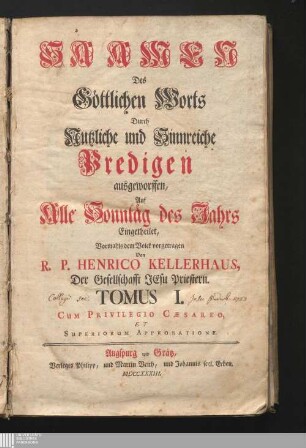 SAAMEN
Des
Göttlichen Worts
Durch
Nutzliche und Sinnreiche
Predigen
ausgeworffen,
Auf
Alle Sonntäg des Jahrs
Eingetheilet,
Vormahls dem Volck vorgetragen
Von
R. P. HENRICO KELLERHAUS,
Der Gesellschafft JEsu Priestern.
TOMUS I.
CUM PRIVILEGIO CÆSAREO,
ET
SUPERIORUM APPROBATIONE.
Augspurg und Grätz,
Verlegts Philipp, und Martin Veith, und Johannis seel. Erben.
MDCCXXXIII.